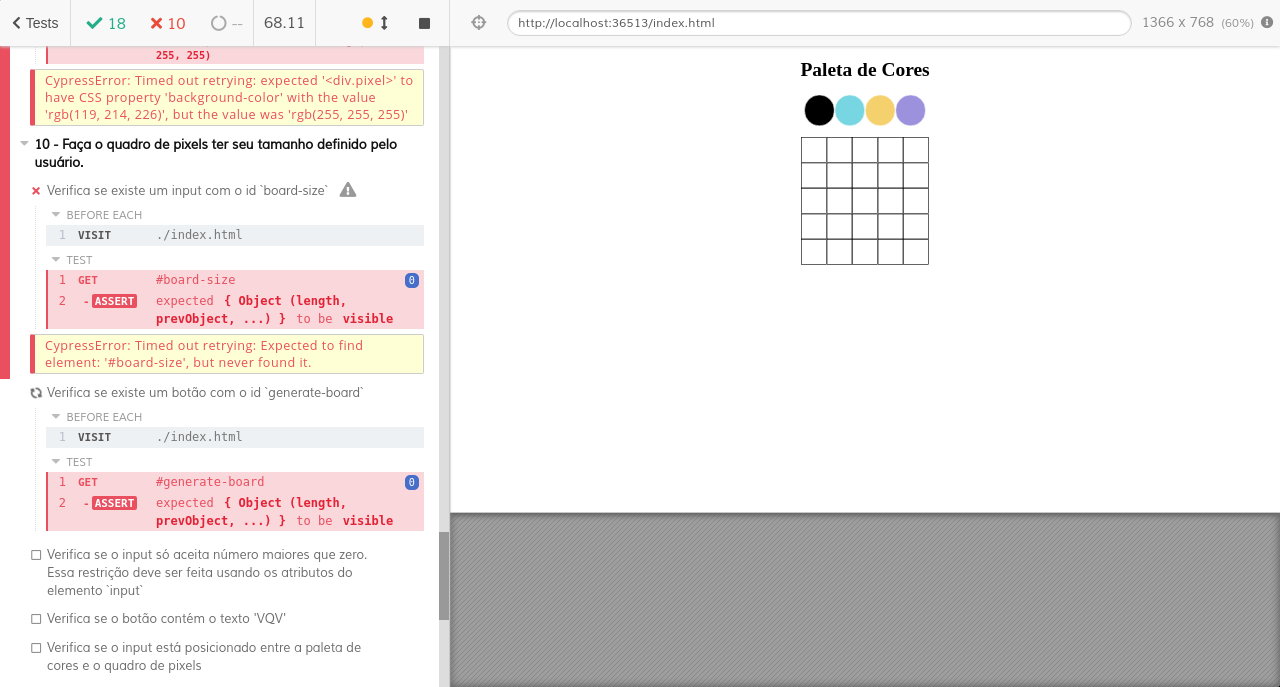 Tests
18
10
--
68.11
http://localhost:36513/index.html
1366 x 768 (60%)
255, 255)
CypressError: Timed out retrying: expected '<div.pixel>' to
have CSS property 'background-color' with the value
'rgb(119, 214, 226)', but the value was 'rgb(255, 255, 255)'
10 - Faça o quadro de pixels ter seu tamanho definido pelo
usuário.
Verifica se existe um input com o id `board-size`
BEFORE EACH
1 VISIT ./index.html
TEST
1 GET #board-size 0
2 -ASSERT expected { Object (length,
prevObject, ...) } to be visible
CypressError: Timed out retrying: Expected to find
element: '#board-size', but never found it.
Verifica se existe um botão com o id `generate-board`
BEFORE EACH
1 VISIT ./index.html
TEST
1 GET #generate-board 0
2 -ASSERT expected { Object (length,
prevObject, ...) } to be visible
Verifica se o input só aceita número maiores que zero.
Essa restrição deve ser feita usando os atributos do
elemento `input`
Verifica se o botão contém o texto 'VQV'
Verifica se o input está posicionado entre a paleta de
cores e o quadro de pixels
Paleta de Cores